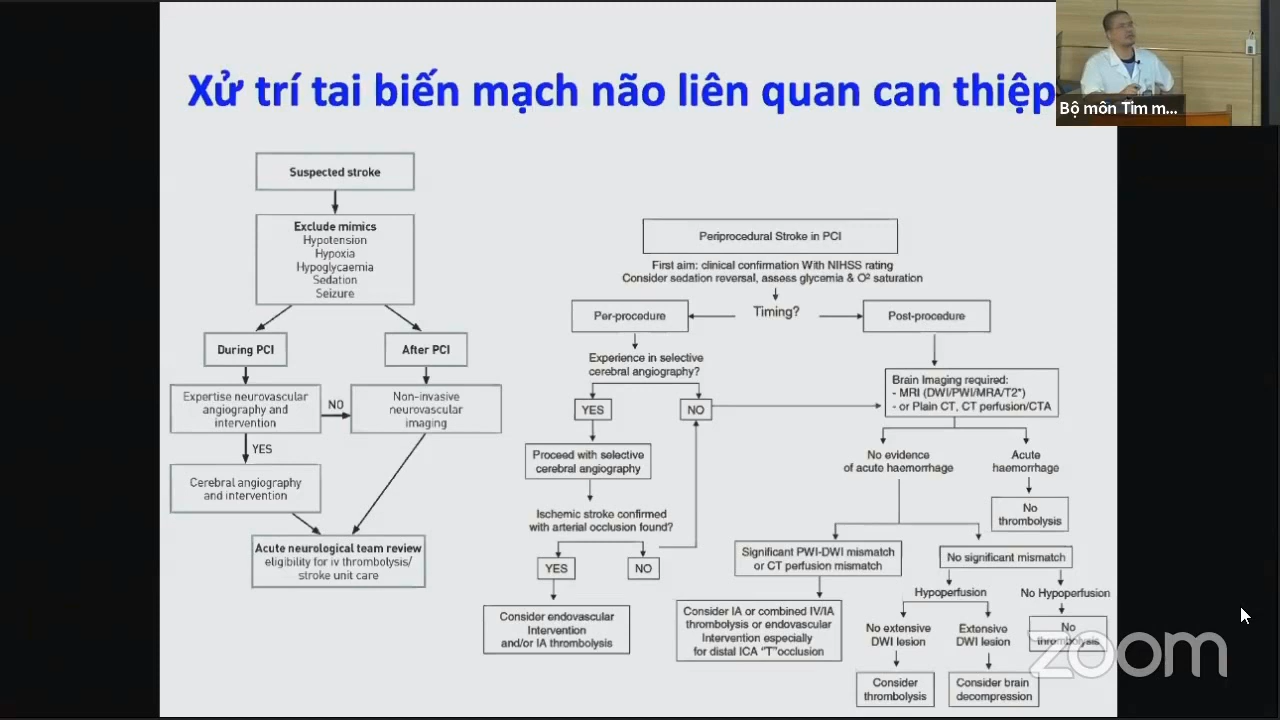 Xử trí tai biến mạch não liên quan can thiệp
Bộ môn Tim m...
Suspected stroke
Exclude mimics
Hypotension
Hypoxia
Hypoglycaemia
Sedation
Seizure
During PCI
After PCI
Expertise neurovascular
angiography and
intervention
NO
Non-invasive
neurovascular
imaging
YES
Cerebral angiography
and intervention
Acute neurological team review
eligibility for iv thrombolysis/
stroke unit care
Periprocedural Stroke in PCI
First aim: clinical confirmation With NIHSS rating
Consider sedation reversal, assess glycemia & O² saturation
Timing?
Per-procedure
Post-procedure
Experience in selective
cerebral angiography?
YES
NO
Proceed with selective
cerebral angiography
Ischemic stroke confirmed
with arterial occlusion found?
YES
NO
Consider endovascular
Intervention
and/or IA thrombolysis
Brain Imaging required:
- MRI (DWI/PWI/MRA/T2*)
- or Plain CT, CT perfusion/CTA
No evidence
of acute haemorrhage
Acute
haemorrhage
No
thrombolysis
Significant PWI-DWI mismatch
or CT perfusion mismatch
No significant mismatch
Consider IA or combined IV/IA
thrombolysis or endovascular
Intervention especially
for distal ICA "T"occlusion
Hypoperfusion
No Hypoperfusion
No extensive
DWI lesion
Extensive
DWI lesion
No
thrombolysis
Consider
thrombolysis
Consider brain
decompression
zoom